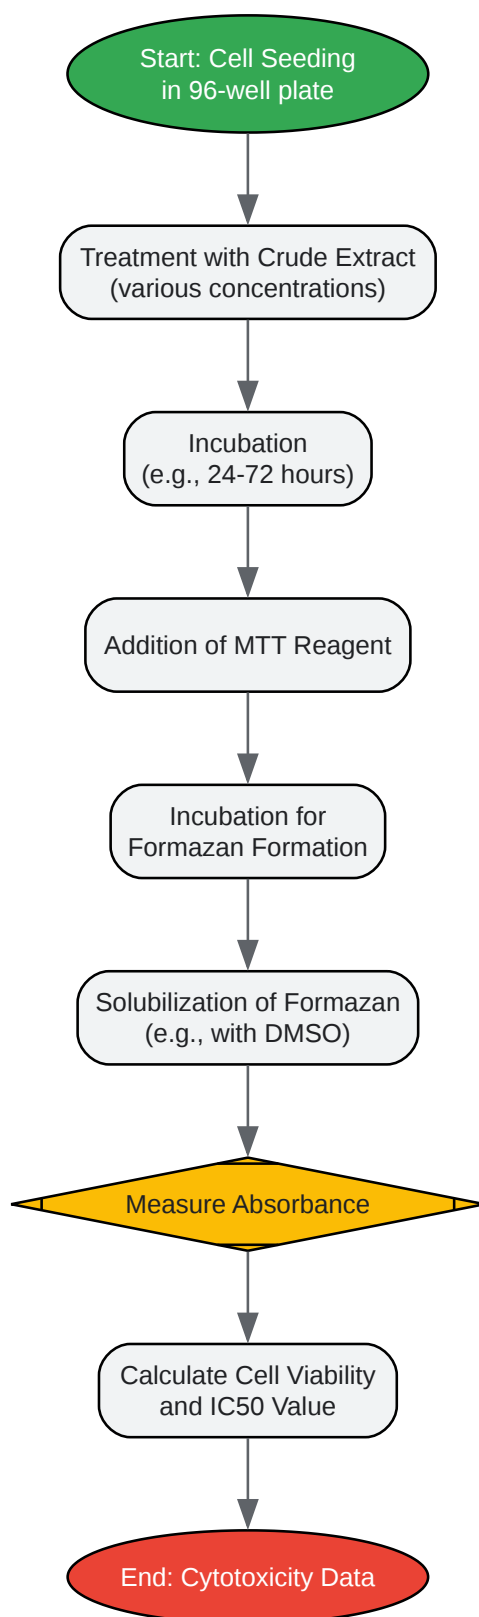 Start: Cell Seeding
in 96-well plate
Treatment with Crude Extract
(various concentrations)
Incubation
(e.g., 24-72 hours)
Addition of MTT Reagent
Incubation for
Formazan Formation
Solubilization of Formazan
(e.g., with DMSO)
Measure Absorbance
Calculate Cell Viability
and IC50 Value
End: Cytotoxicity Data